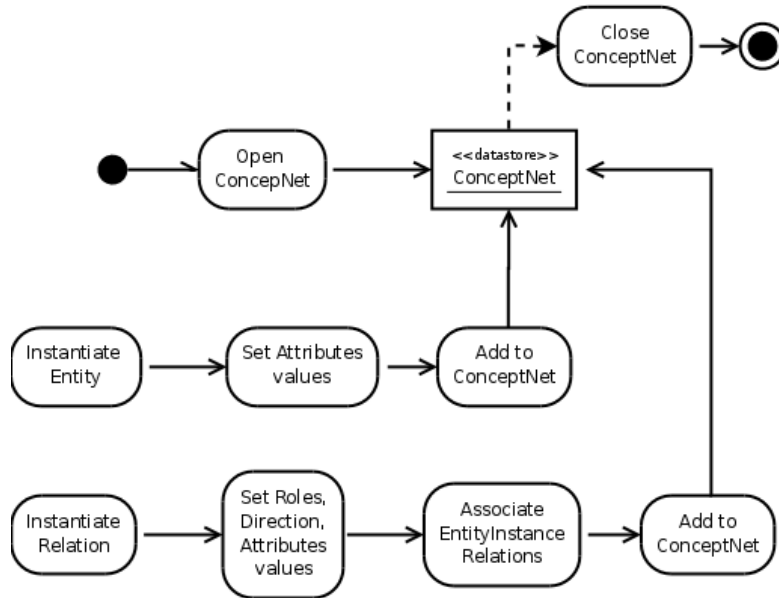 Close
ConceptNet
Open
ConcepNet
<<datastore>>
ConceptNet
Instantiate
Entity
Set Attributes
values
Add to
ConceptNet
Instantiate
Relation
Set Roles,
Direction,
Attributes
values
Associate
EntityInstance
Relations
Add to
ConceptNet